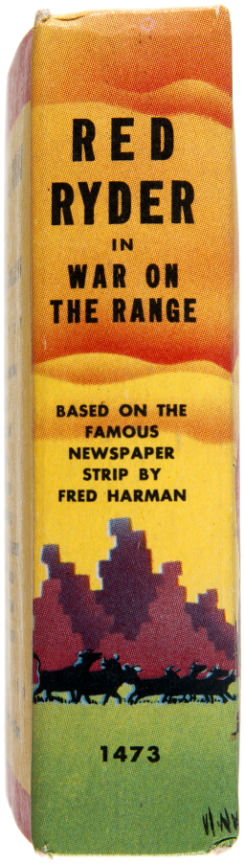 RED
RYDER
IN
WAR ON
THE RANGE
BASED ON THE
FAMOUS
NEWSPAPER
STRIP BY
FRED HARMAN
1473